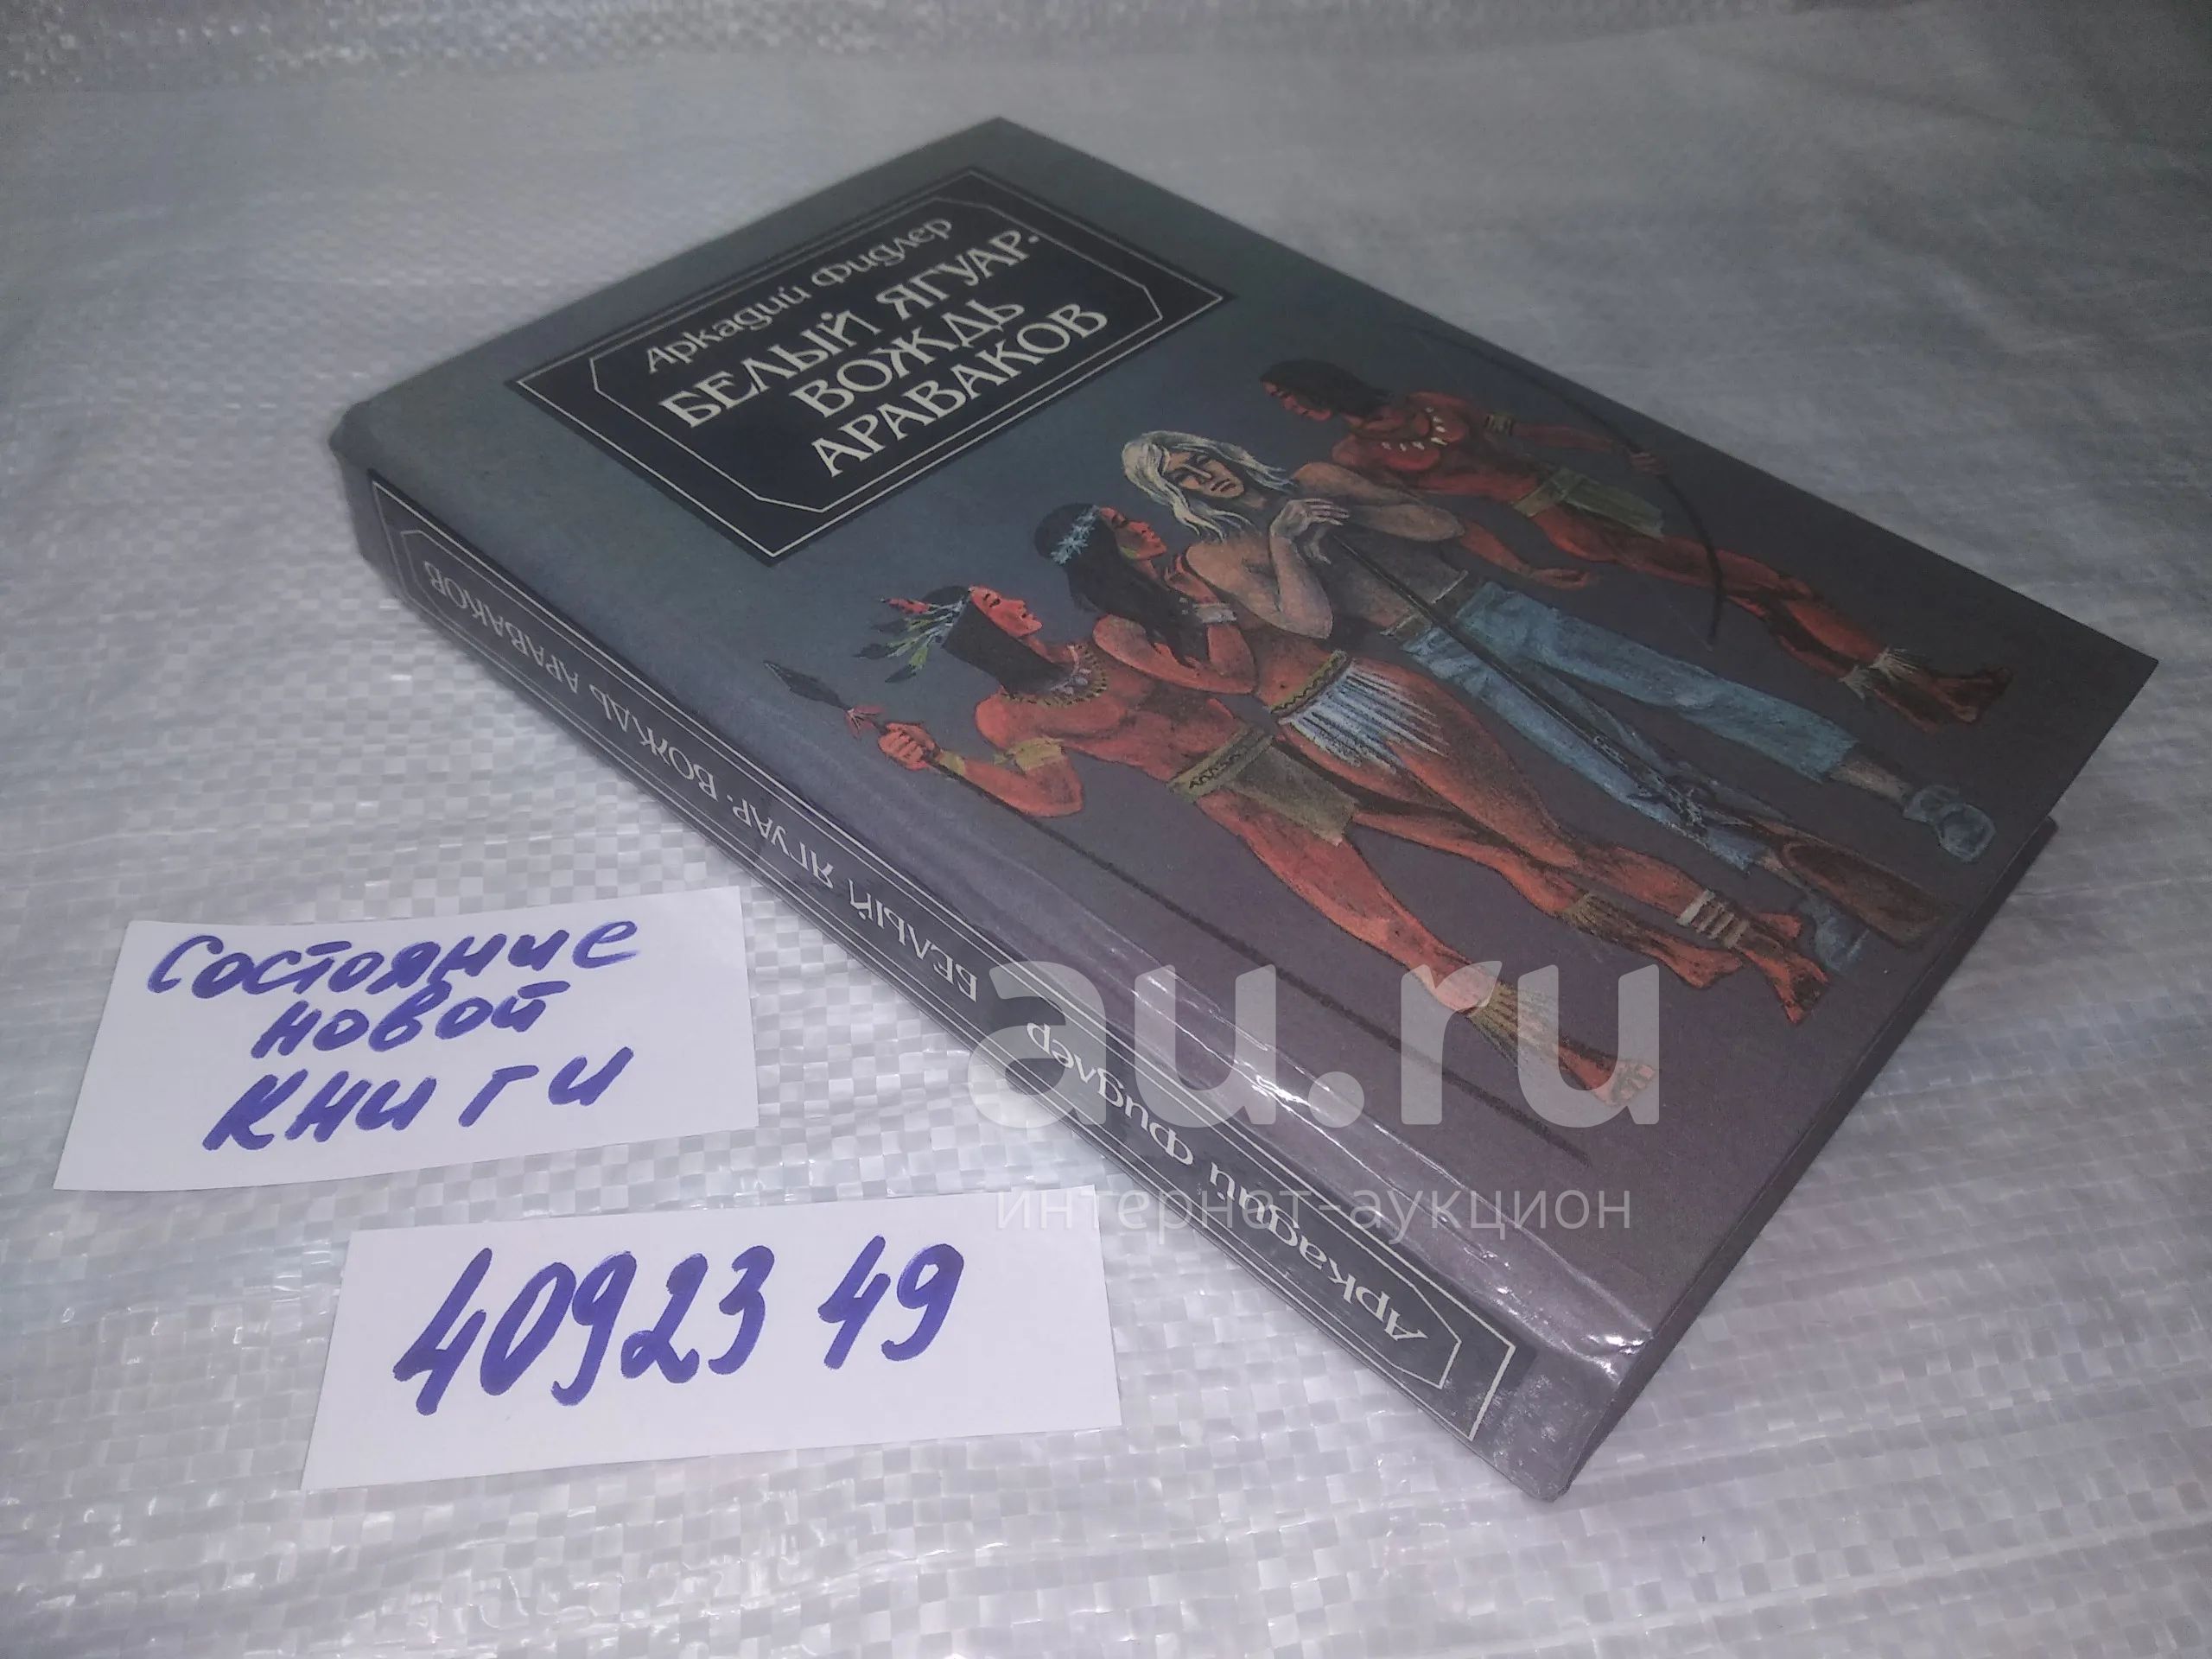 Аркадий Фидлер
БЕЛЫЙ ЯГУАР-
ВОЖДЬ
АРАВАКОВ
Аркадий Фидлер БЕЛЫЙ ЯГУАР-ВОЖДЬ АРАВАКОВ
Состояние
новой
книги
4092349
au.ru
интернет-аукцион